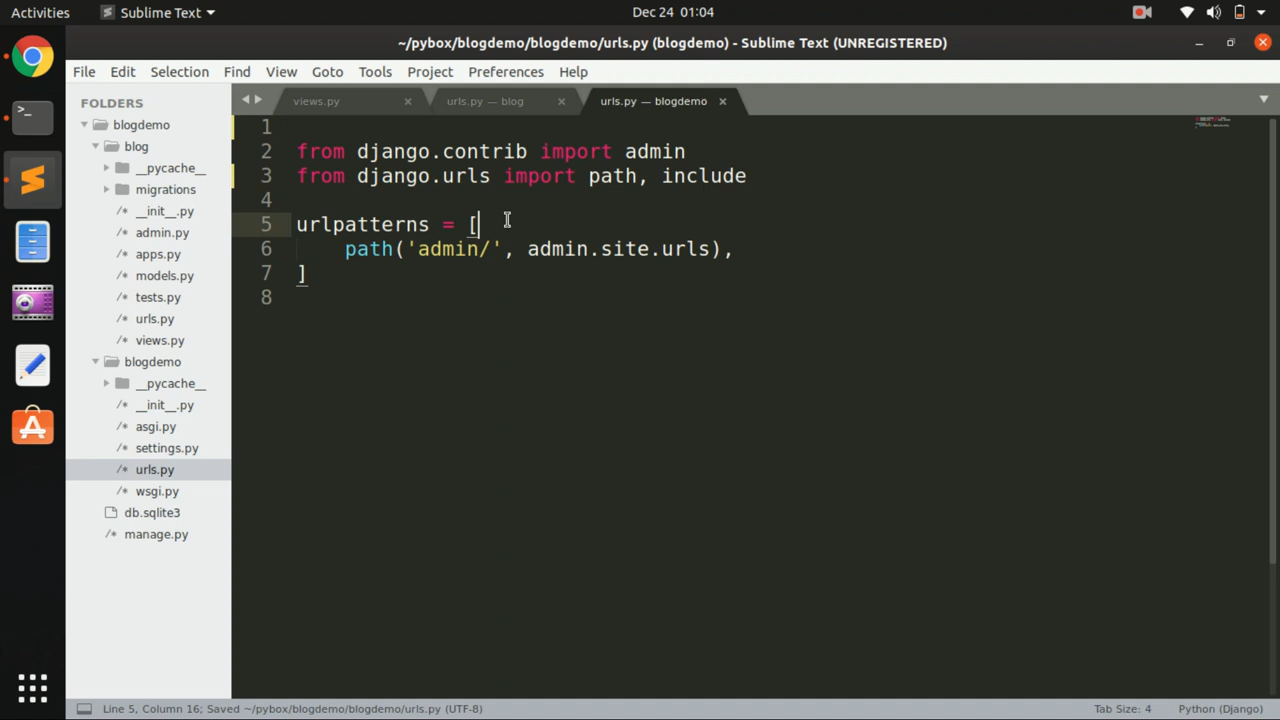 Activities
Sublime Text
Dec 24 01:04
~/pybox/blogdemo/blogdemo/urls.py (blogdemo) - Sublime Text (UNREGISTERED)
File Edit Selection Find View Goto Tools Project Preferences Help
FOLDERS
blogdemo
blog
__pycache__
migrations
/* __init__.py
/* admin.py
/* apps.py
/* models.py
/* tests.py
/* urls.py
/* views.py
blogdemo
__pycache__
/* __init__.py
/* asgi.py
/* settings.py
/* urls.py
/* wsgi.py
db.sqlite3
/* manage.py
views.py
urls.py — blog
urls.py — blogdemo
1
2 from django.contrib import admin
3 from django.urls import path, include
4
5 urlpatterns = [
6 path('admin/', admin.site.urls),
7 ]
8
Line 5, Column 16; Saved ~/pybox/blogdemo/blogdemo/urls.py (UTF-8)
Tab Size: 4
Python (Django)